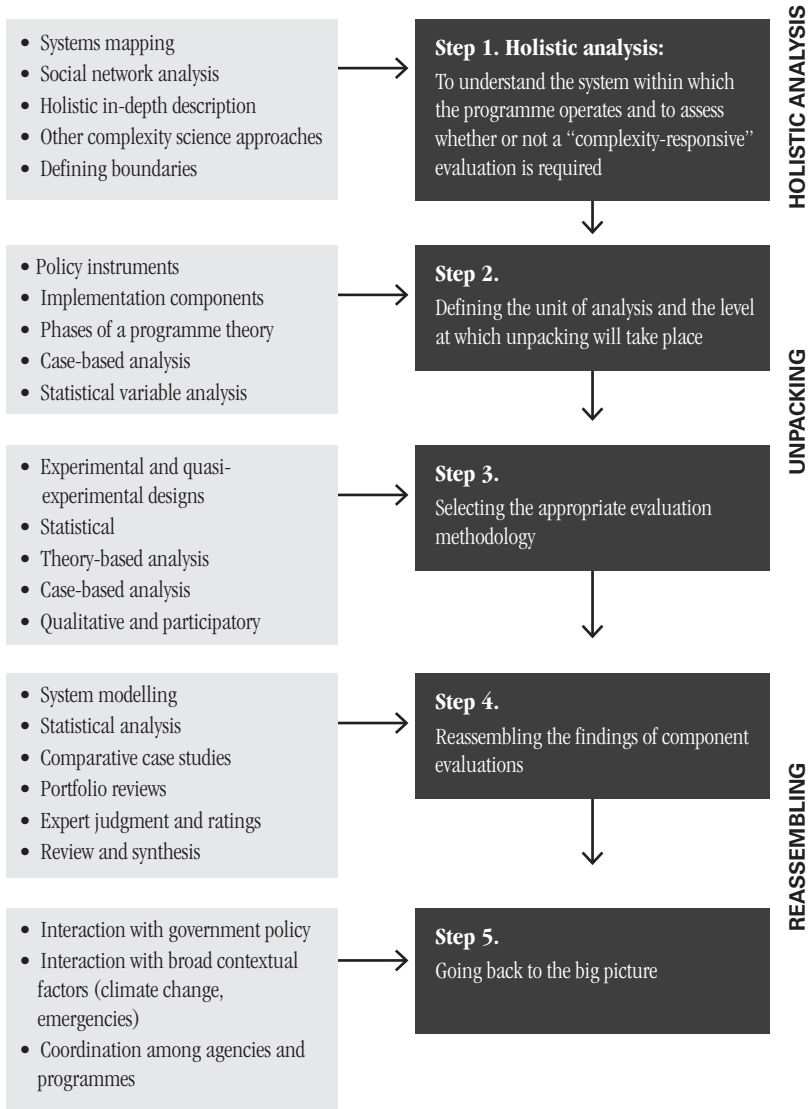 • Systems mapping
• Social network analysis
• Holistic in-depth description
• Other complexity science approaches
• Defining boundaries
Step 1. Holistic analysis:
To understand the system within which
the programme operates and to assess
whether or not a “complexity-responsive”
evaluation is required
HOLISTIC ANALYSIS
• Policy instruments
• Implementation components
• Phases of a programme theory
• Case-based analysis
• Statistical variable analysis
Step 2.
Defining the unit of analysis and the level
at which unpacking will take place
UNPACKING
• Experimental and quasi-
experimental designs
• Statistical
• Theory-based analysis
• Case-based analysis
• Qualitative and participatory
Step 3.
Selecting the appropriate evaluation
methodology
• System modelling
• Statistical analysis
• Comparative case studies
• Portfolio reviews
• Expert judgment and ratings
• Review and synthesis
Step 4.
Reassembling the findings of component
evaluations
REASSEMBLING
• Interaction with government policy
• Interaction with broad contextual
factors (climate change,
emergencies)
• Coordination among agencies and
programmes
Step 5.
Going back to the big picture